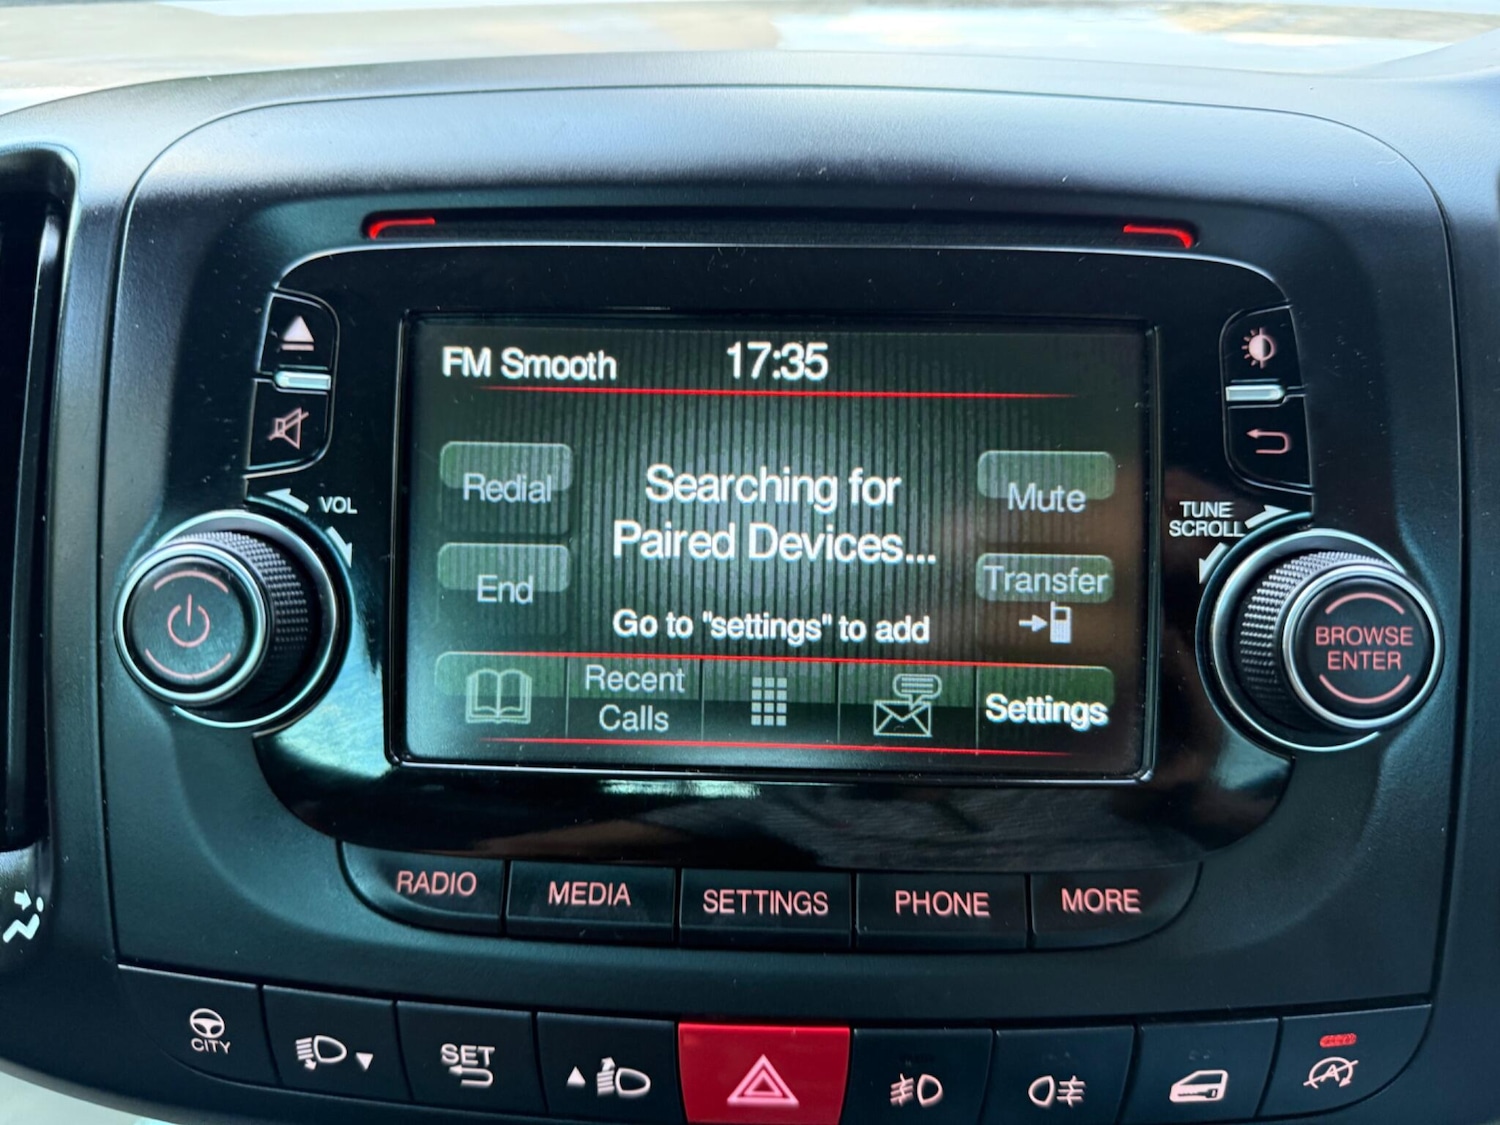 FM Smooth 17:35
Redial
Searching for
Paired Devices...
Mute
End
Transfer
Go to "settings" to add
Recent
Calls
Settings
VOL
TUNE
SCROLL
BROWSE
ENTER
RADIO MEDIA SETTINGS PHONE MORE
CITY
SET
A